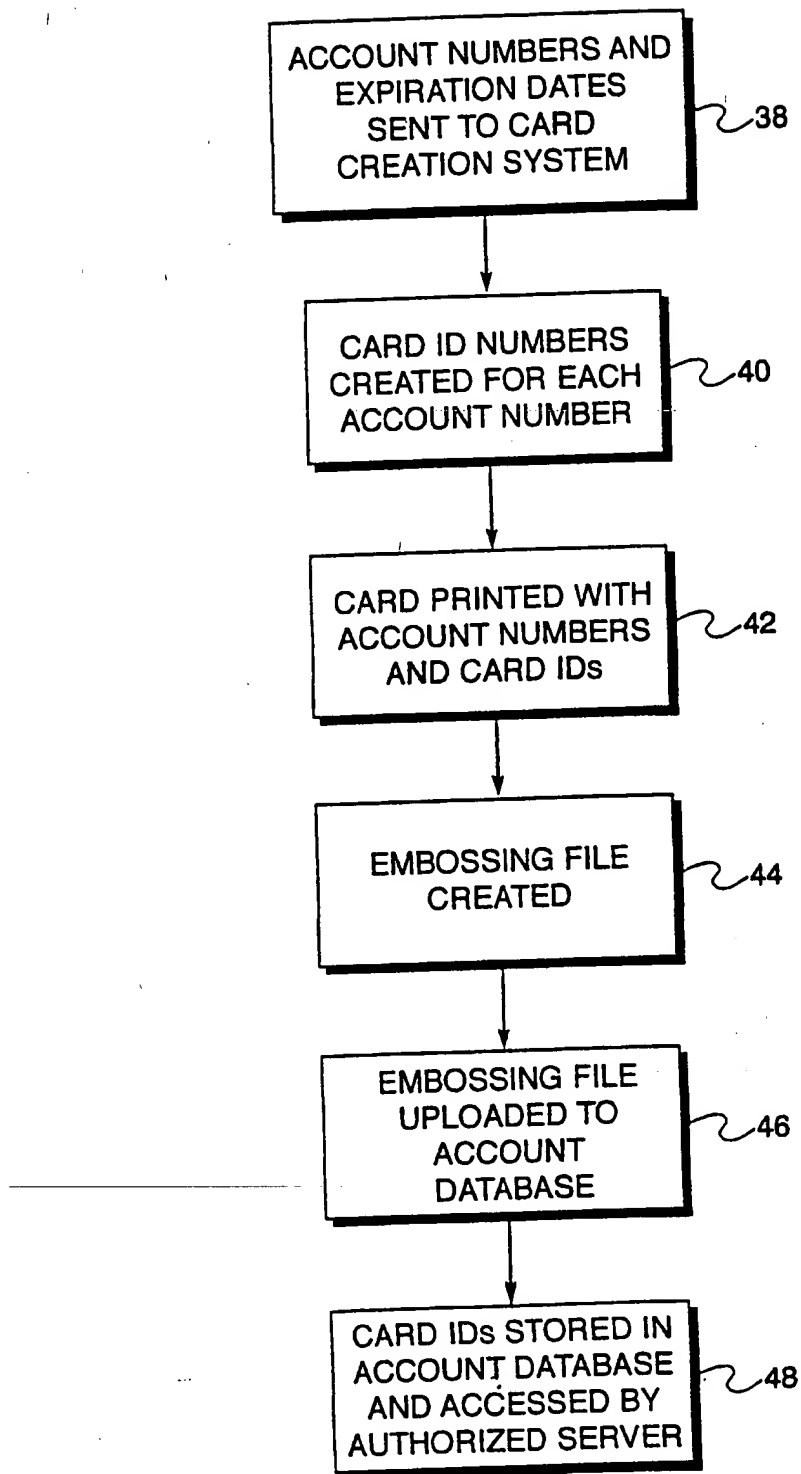 ACCOUNT NUMBERS AND
EXPIRATION DATES
SENT TO CARD
CREATION SYSTEM
38
CARD ID NUMBERS
CREATED FOR EACH
ACCOUNT NUMBER
40
CARD PRINTED WITH
ACCOUNT NUMBERS
AND CARD IDs
42
EMBOSSING FILE
CREATED
44
EMBOSSING FILE
UPLOADED TO
ACCOUNT
DATABASE
46
CARD IDs STORED IN
ACCOUNT DATABASE
AND ACCESSED BY
AUTHORIZED SERVER
48